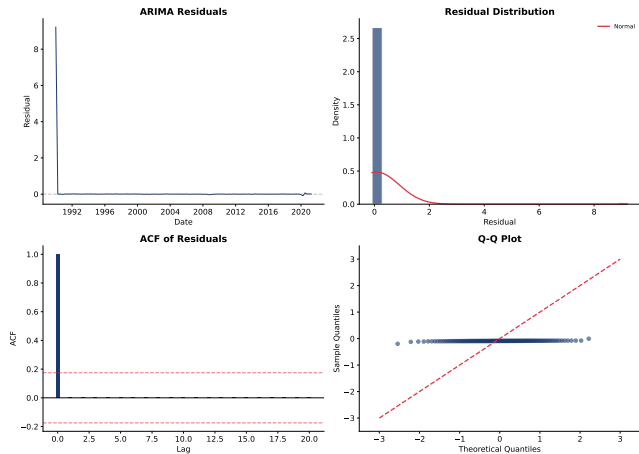 ARIMA Residuals
Residual
8
6
4
2
0
1992 1996 2000 2004 2008 2012 2016 2020
Date
Residual Distribution
Normal
Density
2.5
2.0
1.5
1.0
0.5
0.0
0 2 4 6 8
Residual
ACF of Residuals
ACF
1.0
0.8
0.6
0.4
0.2
0.0
−0.2
0.0 2.5 5.0 7.5 10.0 12.5 15.0 17.5 20.0
Lag
Q-Q Plot
Sample Quantiles
3
2
1
0
−1
−2
−3
−3 −2 −1 0 1 2 3
Theoretical Quantiles